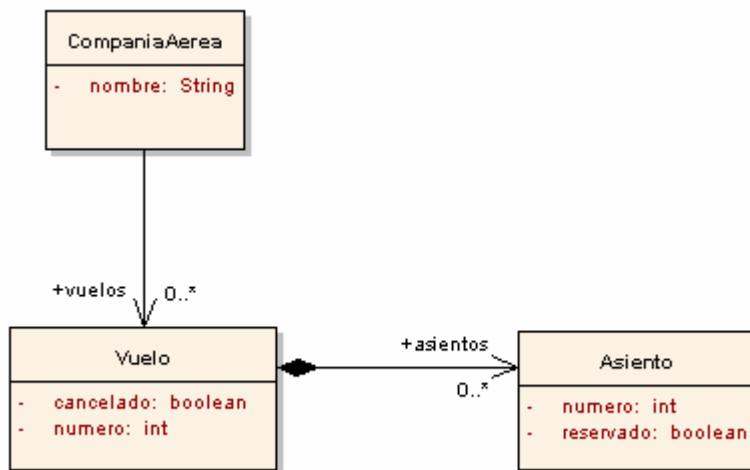 CompaniaAerea
- nombre: String
+vuelos 0..*
Vuelo
- cancelado: boolean
- numero: int
+asientos
0..*
Asiento
- numero: int
- reservado: boolean